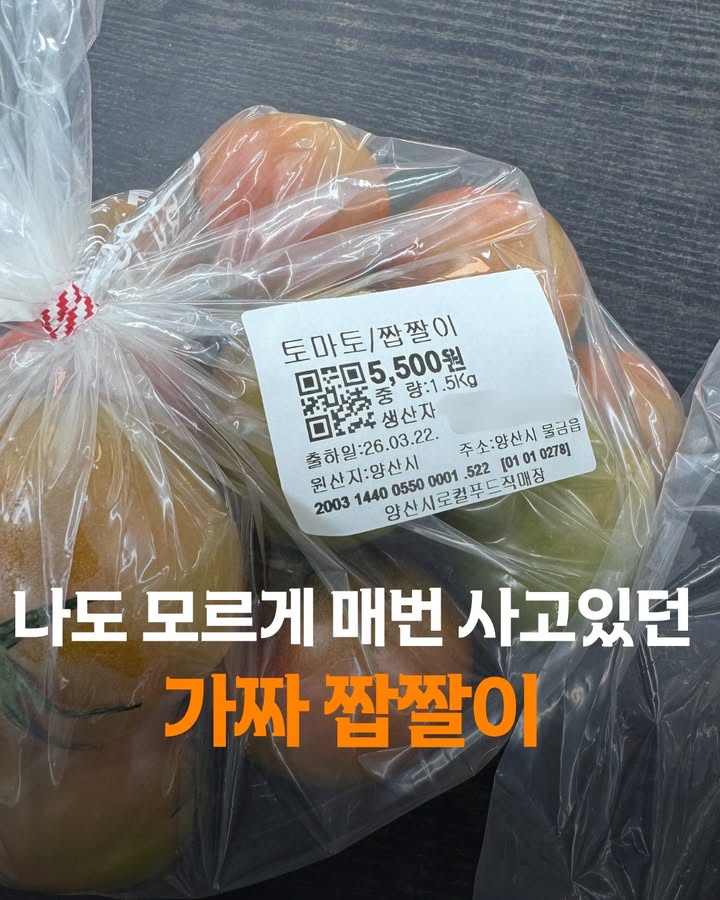 토마토/짭짤이
5,500원
중 량:1.5Kg
생산자
출하일:26.03.22.
주소:양산시 물금읍
원산지:양산시
2003 1440 0550 0001 .522 [01 01 0278]
양산시로컬푸드직매장
나도 모르게 매번 사고있던
가짜 짭짤이